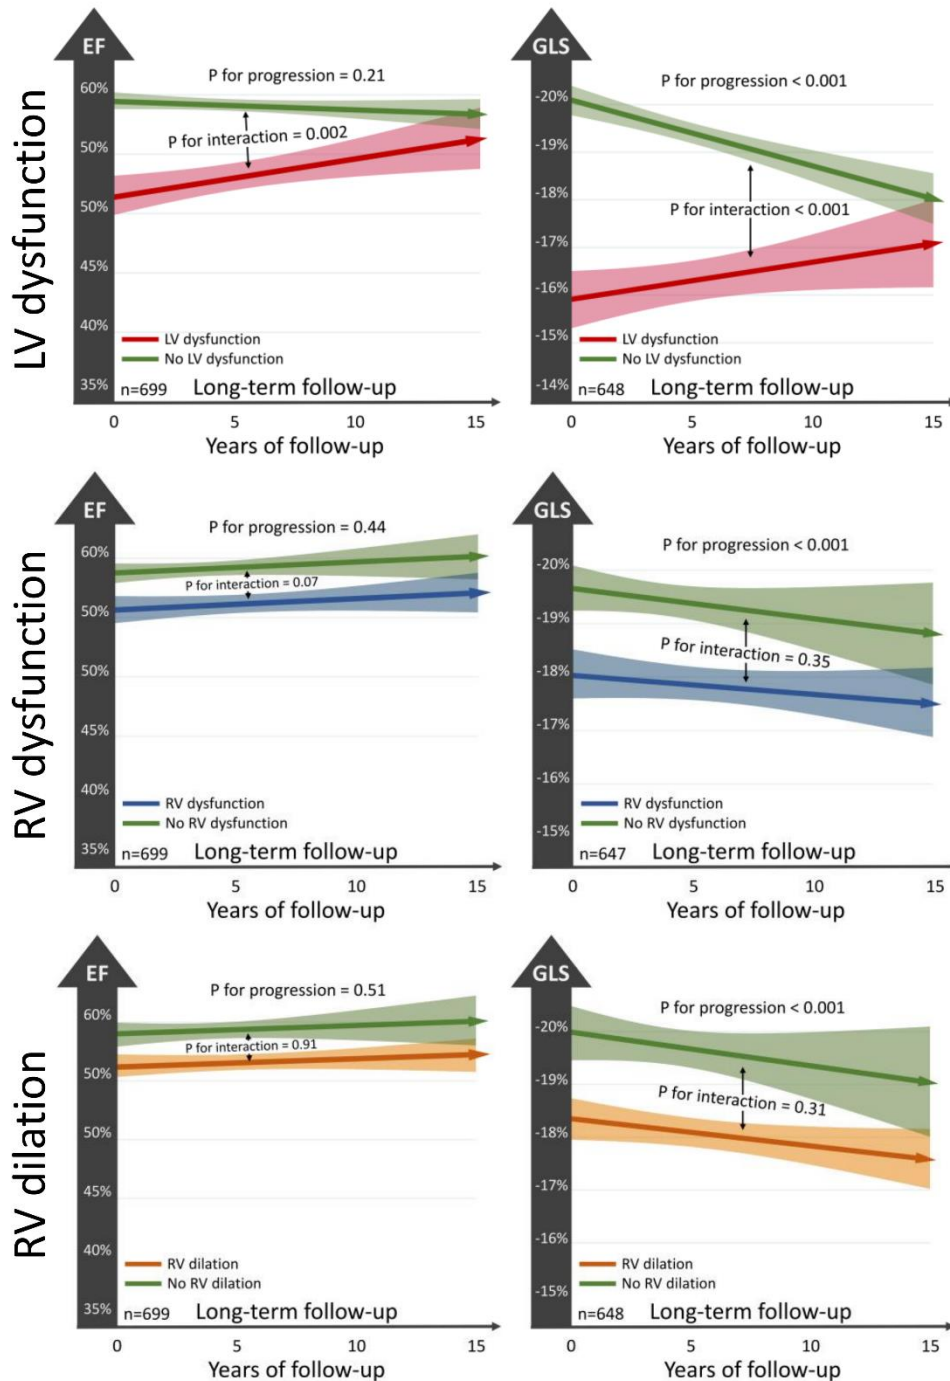 LV dysfunction
EF
P for progression = 0.21
60%
P for interaction = 0.002
50%
50%
45%
40%
LV dysfunction
No LV dysfunction
35%
n=699 Long-term follow-up
0 5 10 15
Years of follow-up
GLS
P for progression < 0.001
-20%
-19%
-18%
P for interaction < 0.001
-17%
-16%
-15%
LV dysfunction
No LV dysfunction
-14%
n=648 Long-term follow-up
0 5 10 15
Years of follow-up
RV dysfunction
EF
P for progression = 0.44
60%
P for interaction = 0.07
50%
50%
45%
40%
RV dysfunction
No RV dysfunction
35%
n=699 Long-term follow-up
0 5 10 15
Years of follow-up
GLS
P for progression < 0.001
-20%
-19%
P for interaction = 0.35
-18%
-17%
-16%
RV dysfunction
No RV dysfunction
-15%
n=647 Long-term follow-up
0 5 10 15
Years of follow-up
RV dilation
EF
P for progression = 0.51
60%
P for interaction = 0.91
50%
50%
45%
40%
RV dilation
No RV dilation
35%
n=699 Long-term follow-up
0 5 10 15
Years of follow-up
GLS
P for progression < 0.001
-20%
-19%
P for interaction = 0.31
-18%
-17%
-16%
RV dilation
No RV dilation
-15%
n=648 Long-term follow-up
0 5 10 15
Years of follow-up